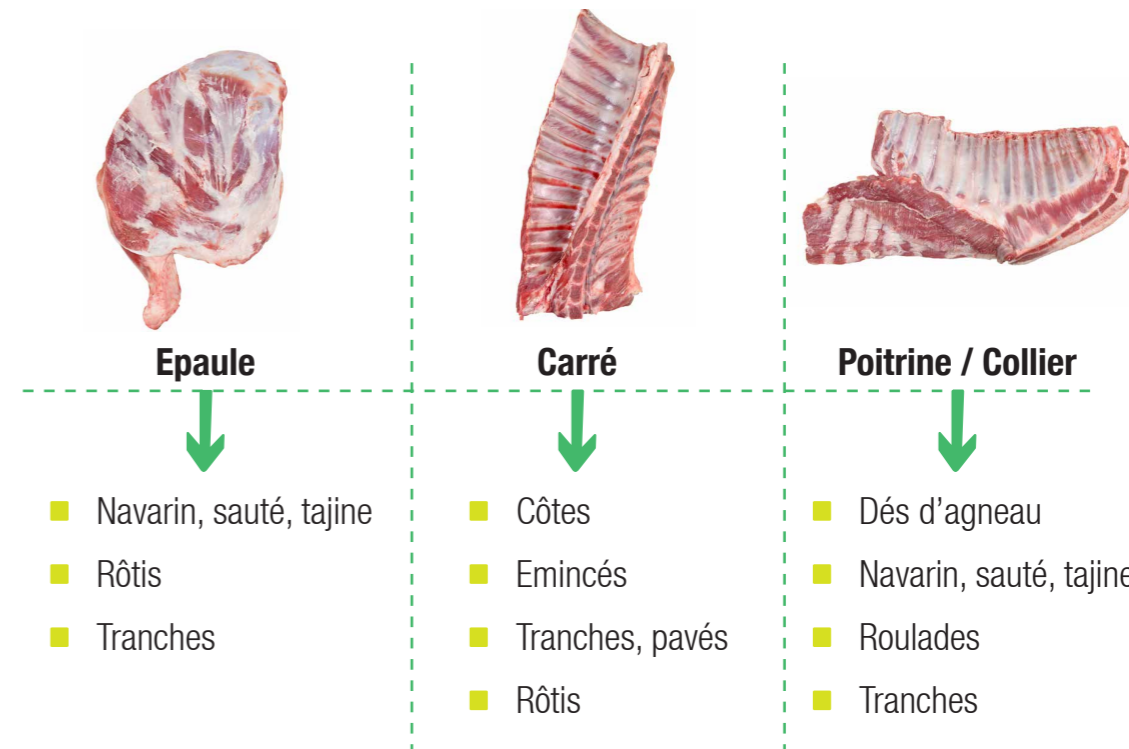 Epaule
Carré
Poitrine / Collier
Navarin, sauté, tajine
Rôtis
Tranches
Côtes
Emincés
Tranches, pavés
Rôtis
Dés d’agneau
Navarin, sauté, tajine
Roulades
Tranches